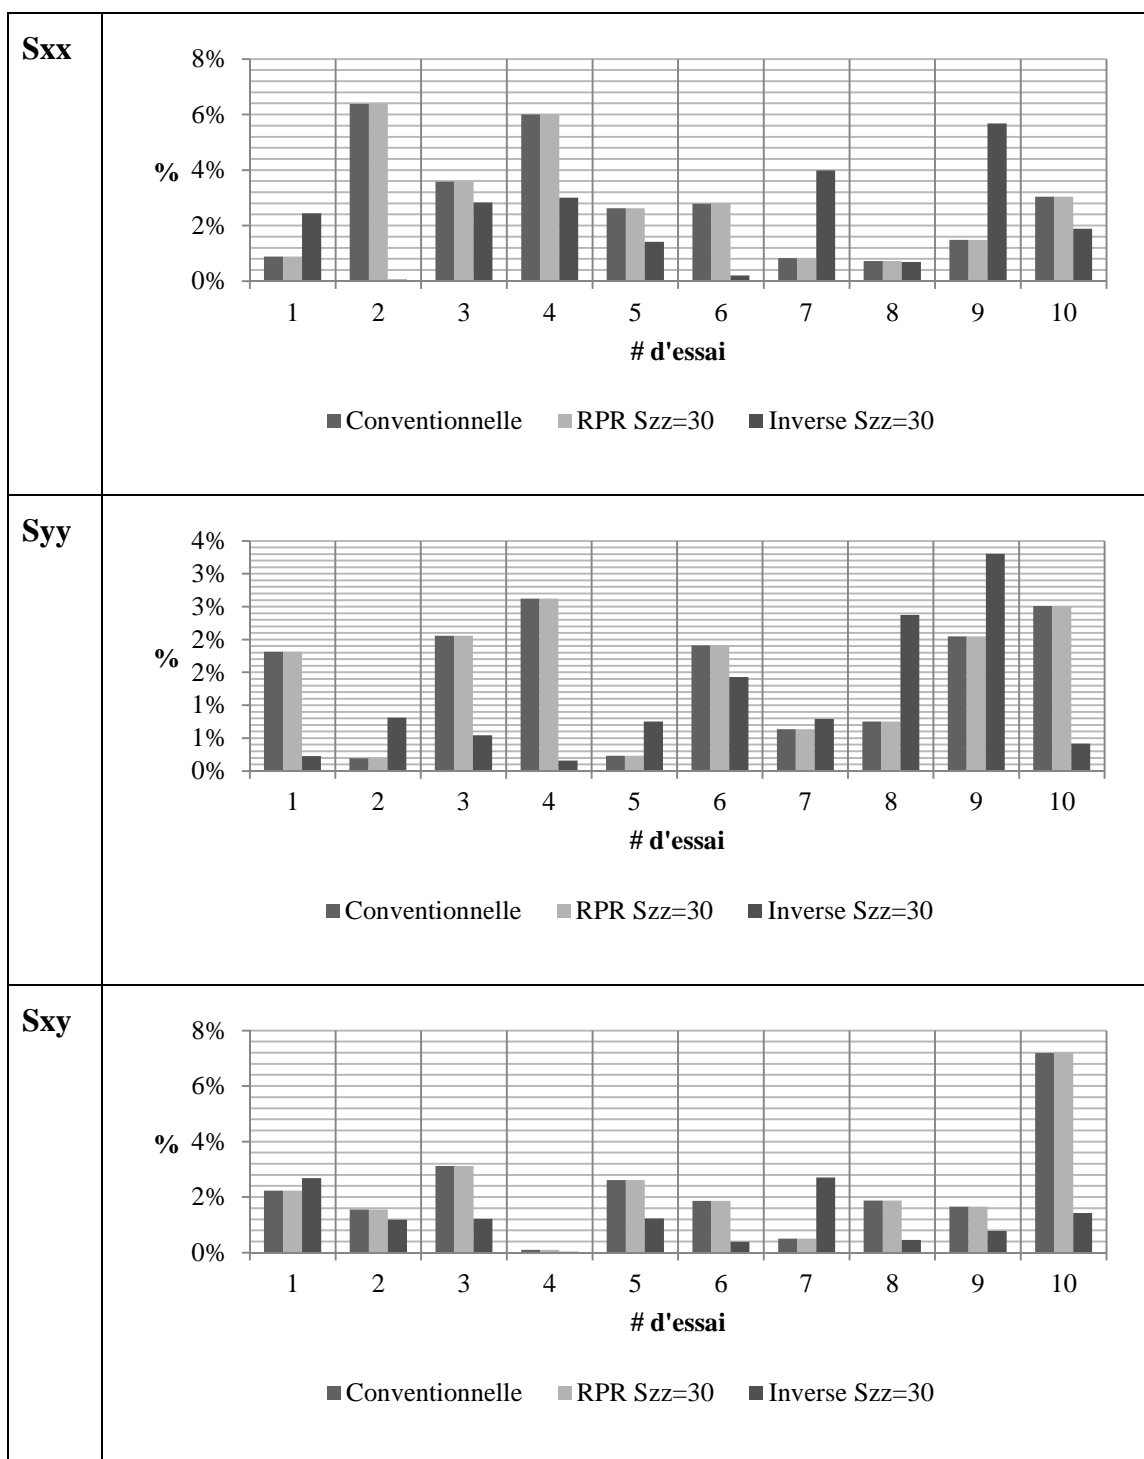 Sxx
8%
6%
% 4%
2%
0%
1 2 3 4 5 6 7 8 9 10
# d'essai
Conventionnelle RPR Szz=30 Inverse Szz=30
Syy
4%
3%
3%
2%
% 2%
1%
1%
0%
1 2 3 4 5 6 7 8 9 10
# d'essai
Conventionnelle RPR Szz=30 Inverse Szz=30
Sxy
8%
6%
% 4%
2%
0%
1 2 3 4 5 6 7 8 9 10
# d'essai
Conventionnelle RPR Szz=30 Inverse Szz=30